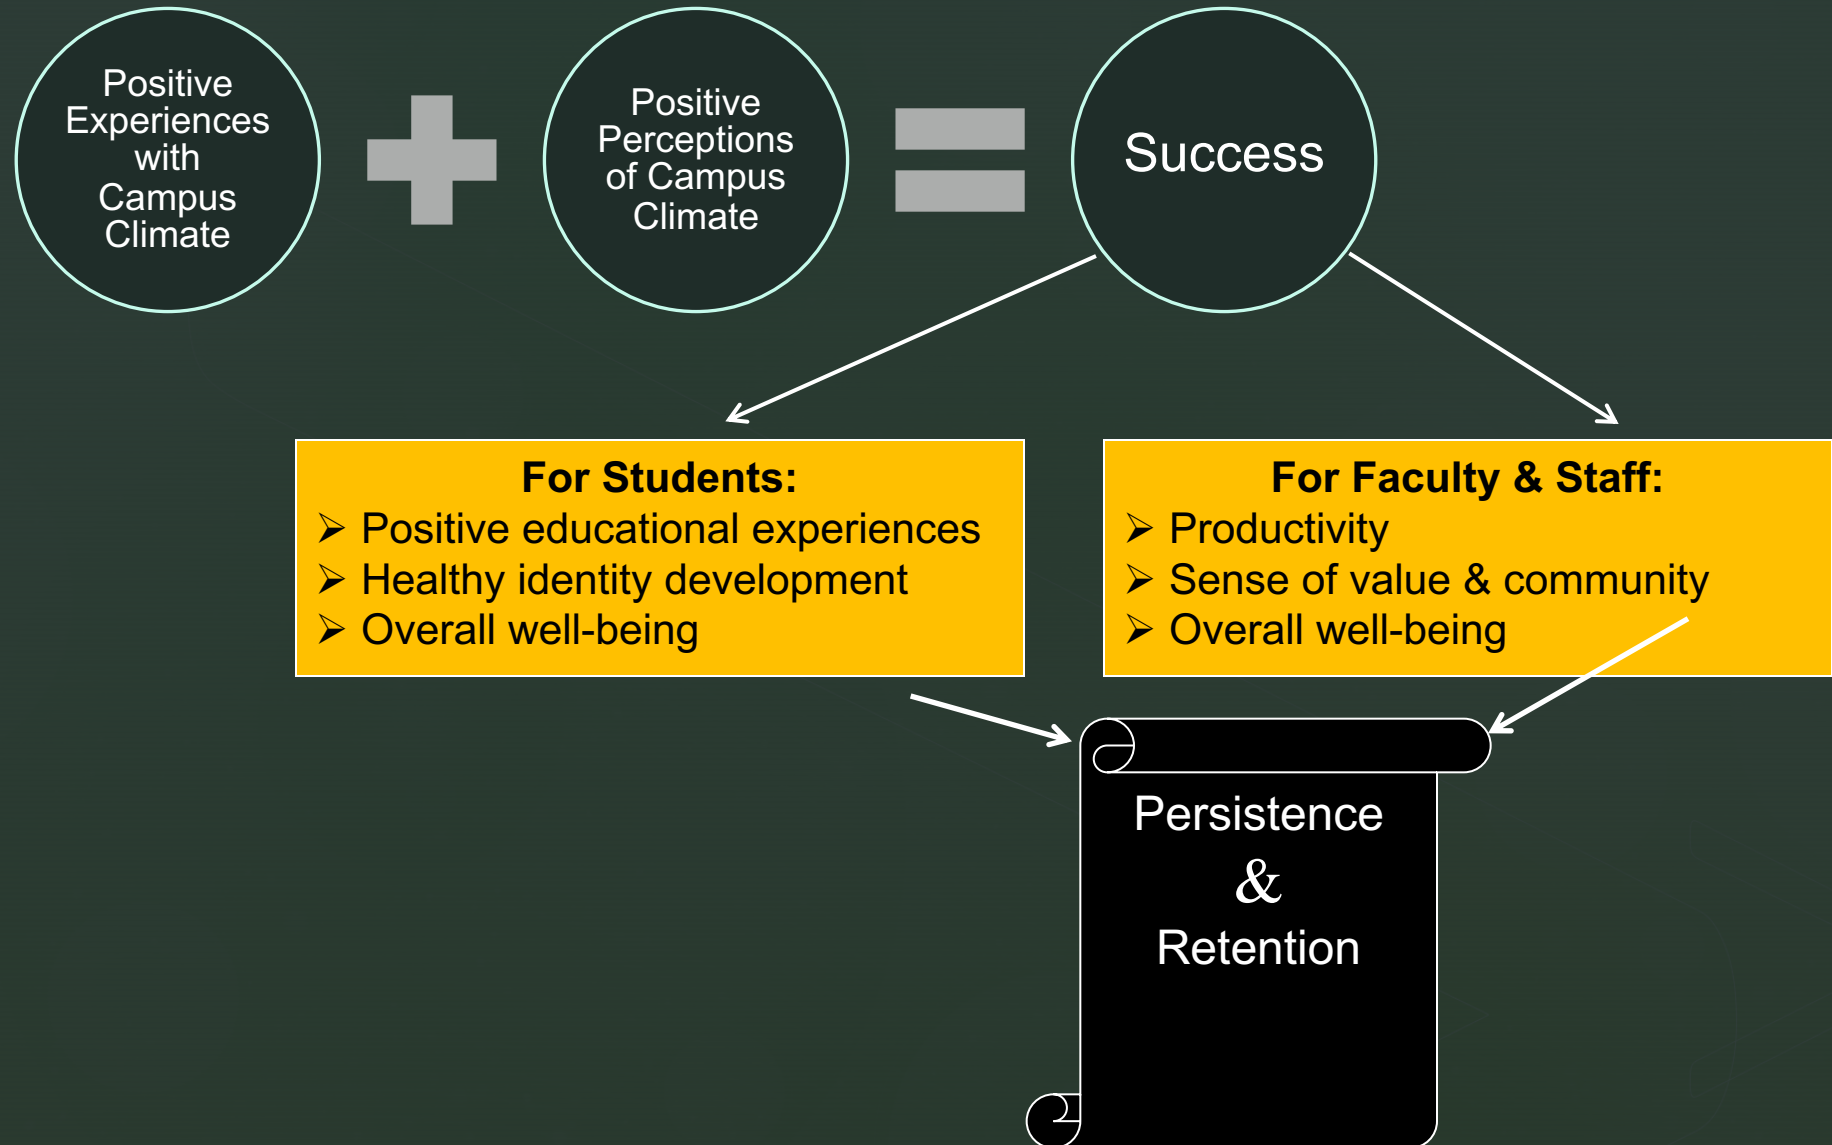 Positive
Experiences
with
Campus
Climate
Positive
Perceptions
of Campus
Climate
Success
For Students:
➢ Positive educational experiences
➢ Healthy identity development
➢ Overall well-being
For Faculty & Staff:
➢ Productivity
➢ Sense of value & community
➢ Overall well-being
Persistence
&
Retention